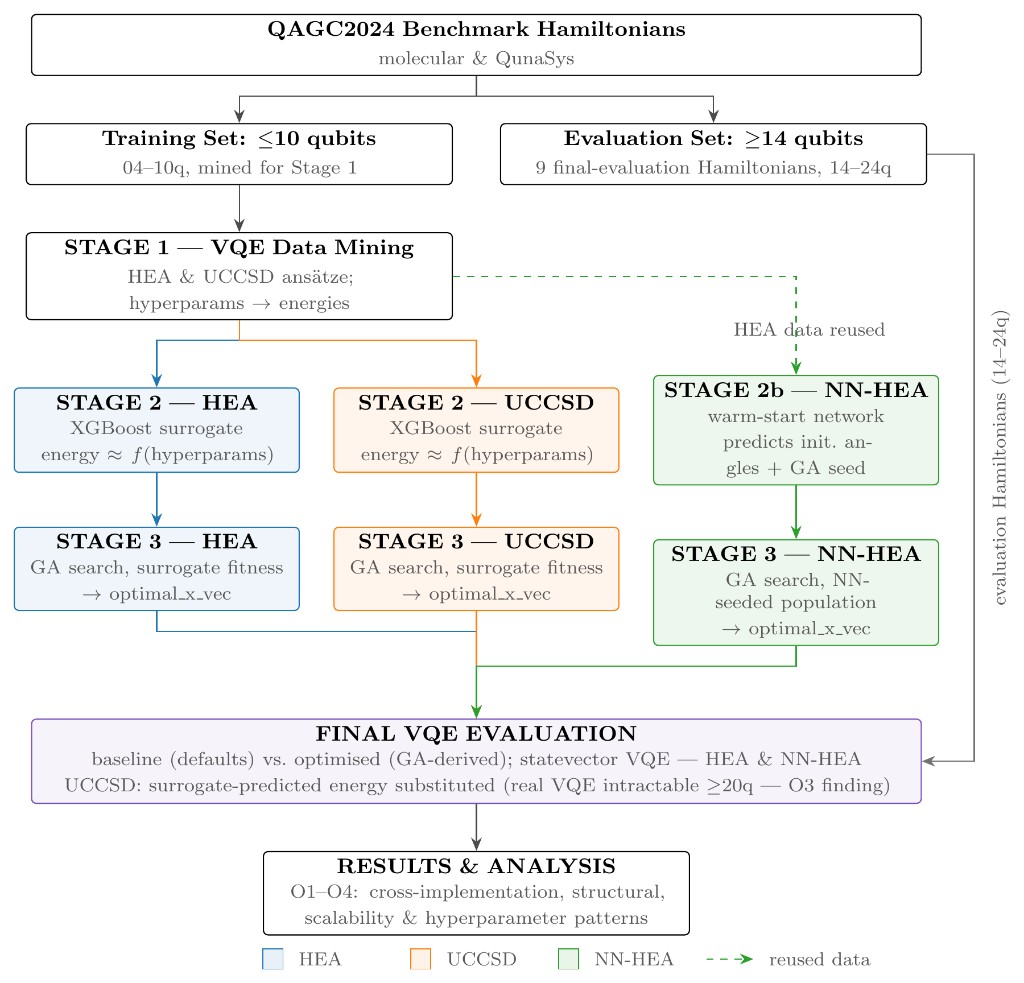 QAGC2024 Benchmark Hamiltonians
molecular & QunaSys
Training Set: ≤10 qubits
04–10q, mined for Stage 1
Evaluation Set: ≥14 qubits
9 final-evaluation Hamiltonians, 14–24q
STAGE 1 — VQE Data Mining
HEA & UCCSD ansätze;
hyperparams → energies
HEA data reused
evaluation Hamiltonians (14–24q)
STAGE 2 — HEA
XGBoost surrogate
energy ≈ f(hyperparams)
STAGE 2 — UCCSD
XGBoost surrogate
energy ≈ f(hyperparams)
STAGE 2b — NN-HEA
warm-start network
predicts init. an-
gles + GA seed
STAGE 3 — HEA
GA search, surrogate fitness
→ optimal_x_vec
STAGE 3 — UCCSD
GA search, surrogate fitness
→ optimal_x_vec
STAGE 3 — NN-HEA
GA search, NN-
seeded population
→ optimal_x_vec
FINAL VQE EVALUATION
baseline (defaults) vs. optimised (GA-derived); statevector VQE — HEA & NN-HEA
UCCSD: surrogate-predicted energy substituted (real VQE intractable ≥20q — O3 finding)
RESULTS & ANALYSIS
O1–O4: cross-implementation, structural,
scalability & hyperparameter patterns
HEA
UCCSD
NN-HEA
reused data